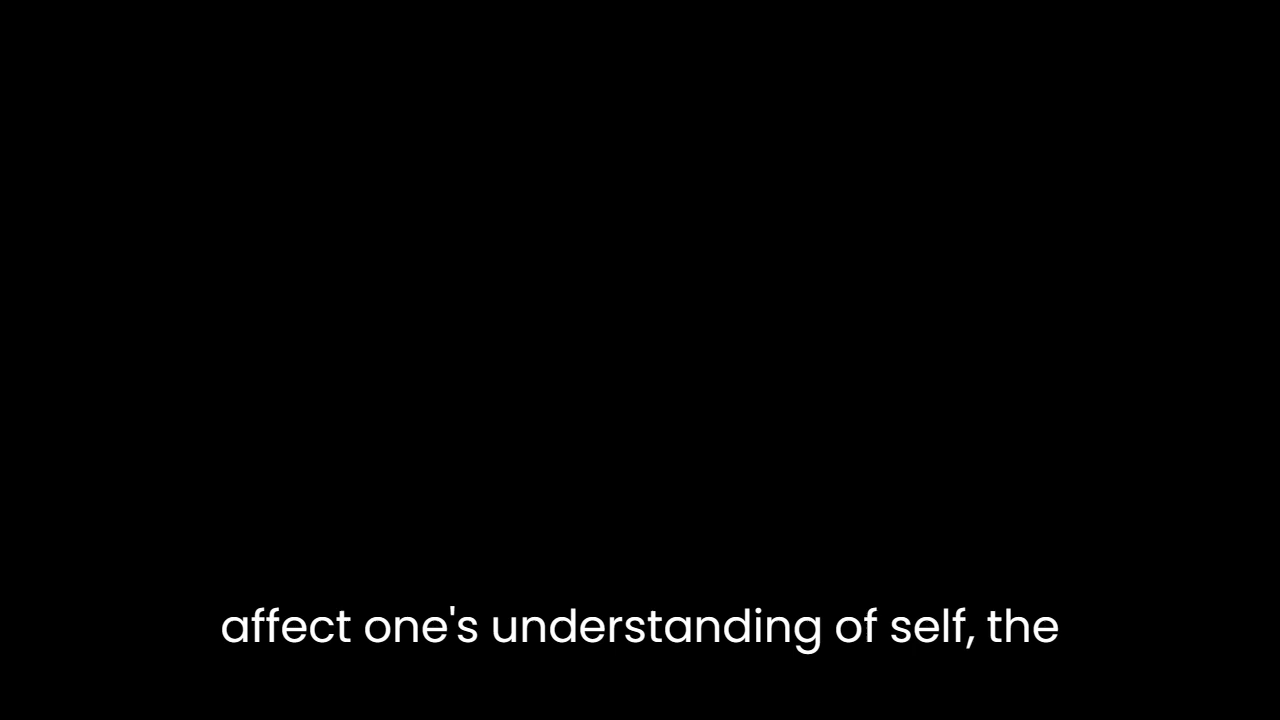 affect one's understanding of self, the